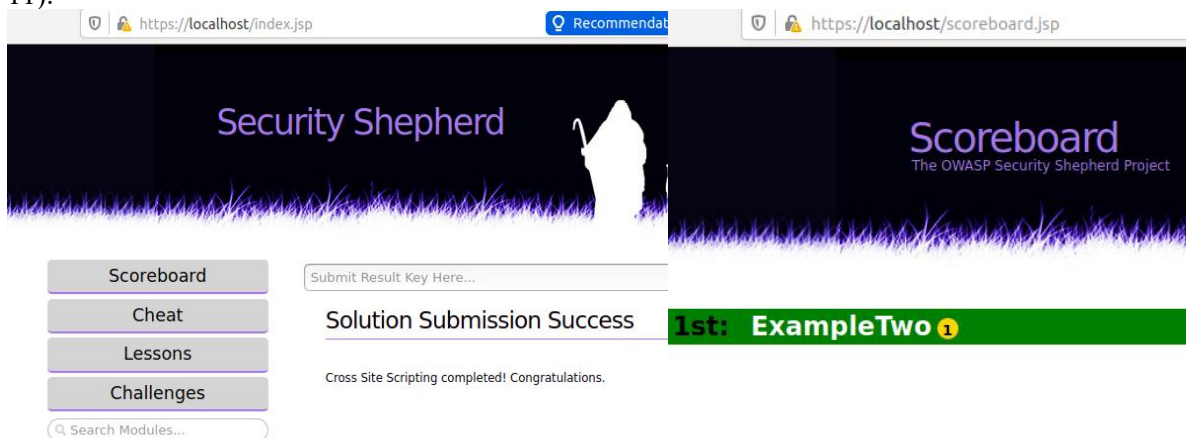 11).
https://localhost/index.jsp
Recommendat
Security Shepherd
Scoreboard
Cheat
Lessons
Challenges
Search Modules...
Submit Result Key Here...
Solution Submission Success
Cross Site Scripting completed! Congratulations.
https://localhost/scoreboard.jsp
Scoreboard
The OWASP Security Shepherd Project
1st: ExampleTwo 1